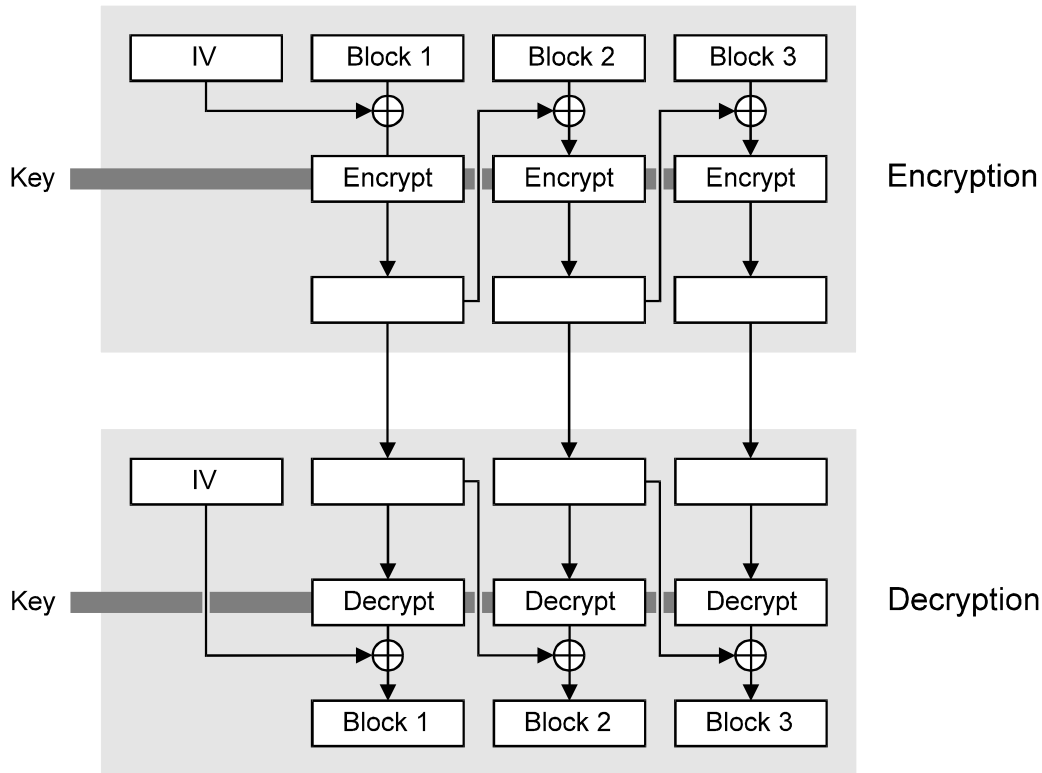 IV
Block 1
Block 2
Block 3
Key
Encrypt
Encrypt
Encrypt
Encryption
IV
Key
Decrypt
Decrypt
Decrypt
Decryption
Block 1
Block 2
Block 3